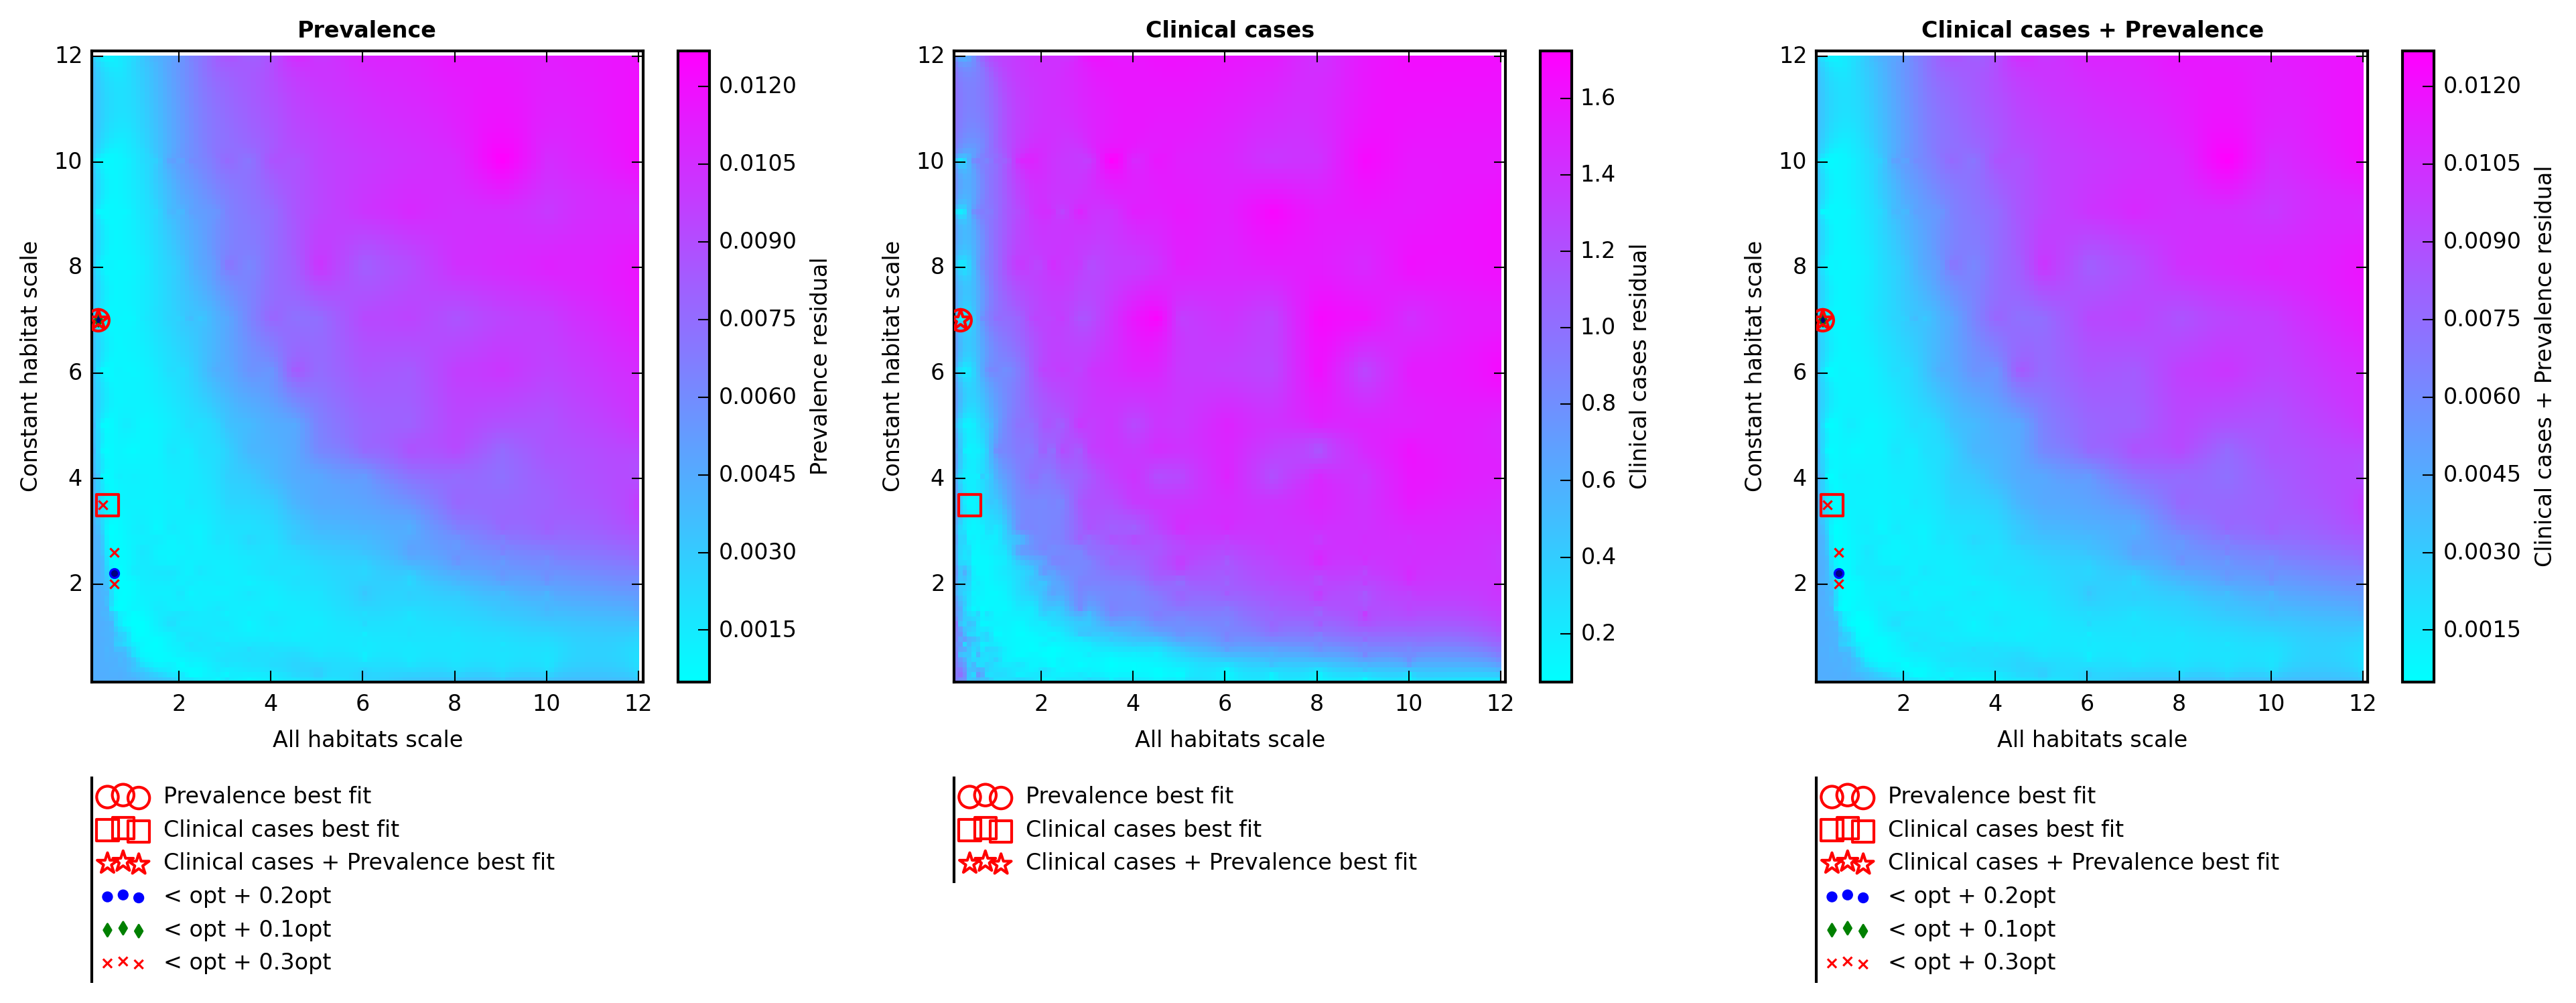 Prevalence
12
10
8
6
4
2
2 4 6 8 10 12
Constant habitat scale
All habitats scale
0.0120
0.0105
0.0090
0.0075
0.0060
0.0045
0.0030
0.0015
Prevalence residual
Prevalence best fit
Clinical cases best fit
Clinical cases + Prevalence best fit
< opt + 0.2opt
< opt + 0.1opt
< opt + 0.3opt
Clinical cases
12
10
8
6
4
2
2 4 6 8 10 12
Constant habitat scale
All habitats scale
1.6
1.4
1.2
1.0
0.8
0.6
0.4
0.2
Clinical cases residual
Prevalence best fit
Clinical cases best fit
Clinical cases + Prevalence best fit
Clinical cases + Prevalence
12
10
8
6
4
2
2 4 6 8 10 12
Constant habitat scale
All habitats scale
0.0120
0.0105
0.0090
0.0075
0.0060
0.0045
0.0030
0.0015
Clinical cases + Prevalence residual
Prevalence best fit
Clinical cases best fit
Clinical cases + Prevalence best fit
< opt + 0.2opt
< opt + 0.1opt
< opt + 0.3opt